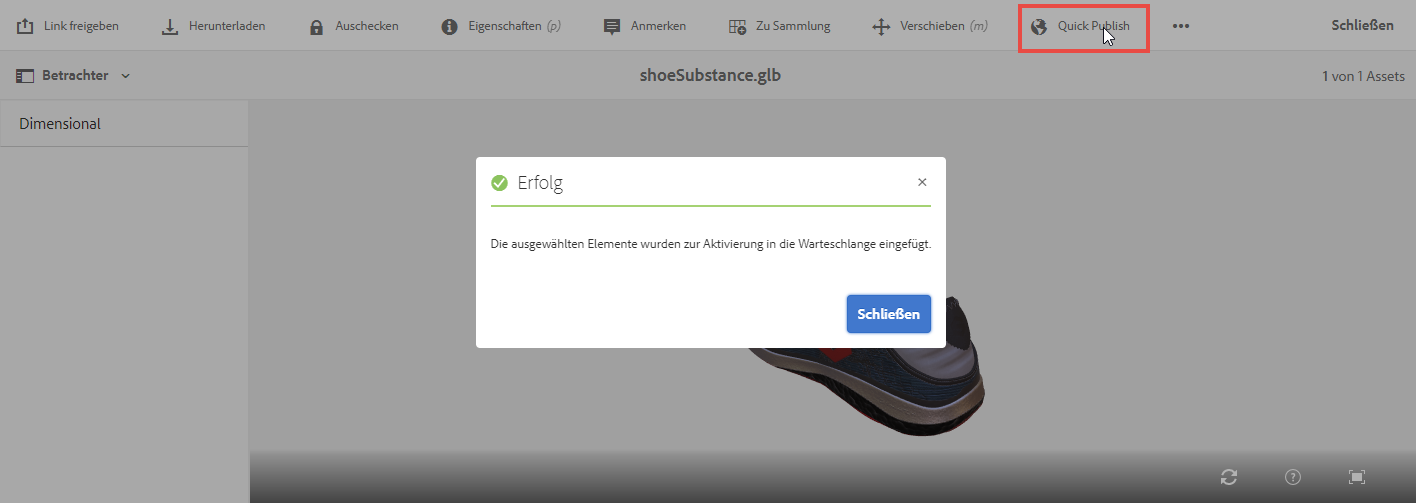 Link freigeben Herunterladen Auschecken Eigenschaften (p) Anmerken Zu Sammlung Verschieben (m) Quick Publish ••• Schließen
Betrachter shoeSubstance.glb 1 von 1 Assets
Dimensional
Erfolg ×
Die ausgewählten Elemente wurden zur Aktivierung in die Warteschlange eingefügt.
Schließen
?